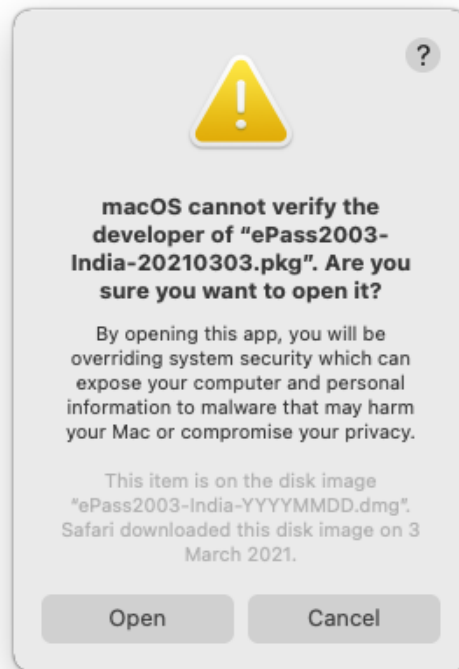 ?
macOS cannot verify the
developer of “ePass2003-
India-20210303.pkg”. Are you
sure you want to open it?
By opening this app, you will be
overriding system security which can
expose your computer and personal
information to malware that may harm
your Mac or compromise your privacy.
This item is on the disk image
“ePass2003-India-YYYYMMDD.dmg”.
Safari downloaded this disk image on 3
March 2021.
Open
Cancel